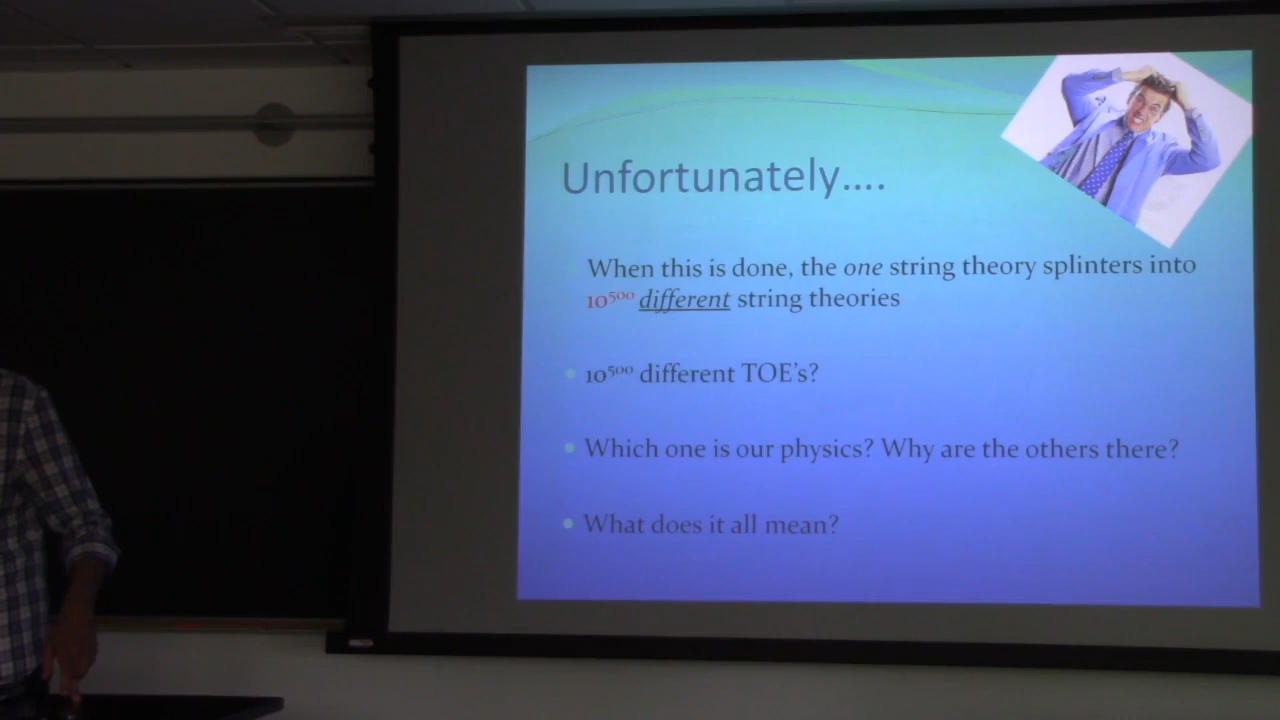 Unfortunately....
When this is done, the one string theory splinters into
10⁵⁰⁰ different string theories
10⁵⁰⁰ different TOE's?
Which one is our physics? Why are the others there?
What does it all mean?